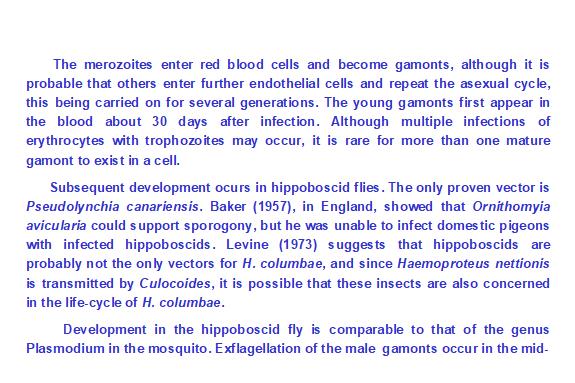 The merozoites enter red blood cells and become gamonts, although it is
probable that others enter further endothelial cells and repeat the asexual cycle,
this being carried on for several generations. The young gamonts first appear in
the blood about 30 days after infection. Although multiple infections of
erythrocytes with trophozoites may occur, it is rare for more than one mature
gamont to exist in a cell.
Subsequent development ocurs in hippoboscid flies. The only proven vector is
Pseudolynchia canariensis. Baker (1957), in England, showed that Ornithomyia
avicularia could support sporogony, but he was unable to infect domestic pigeons
with infected hippoboscids. Levine (1973) suggests that hippoboscids are
probably not the only vectors for H. columbae, and since Haemoproteus nettionis
is transmitted by Culocoides, it is possible that these insects are also concerned
in the life-cycle of H. columbae.
Development in the hippoboscid fly is comparable to that of the genus
Plasmodium in the mosquito. Exflagellation of the male gamonts occur in the mid-